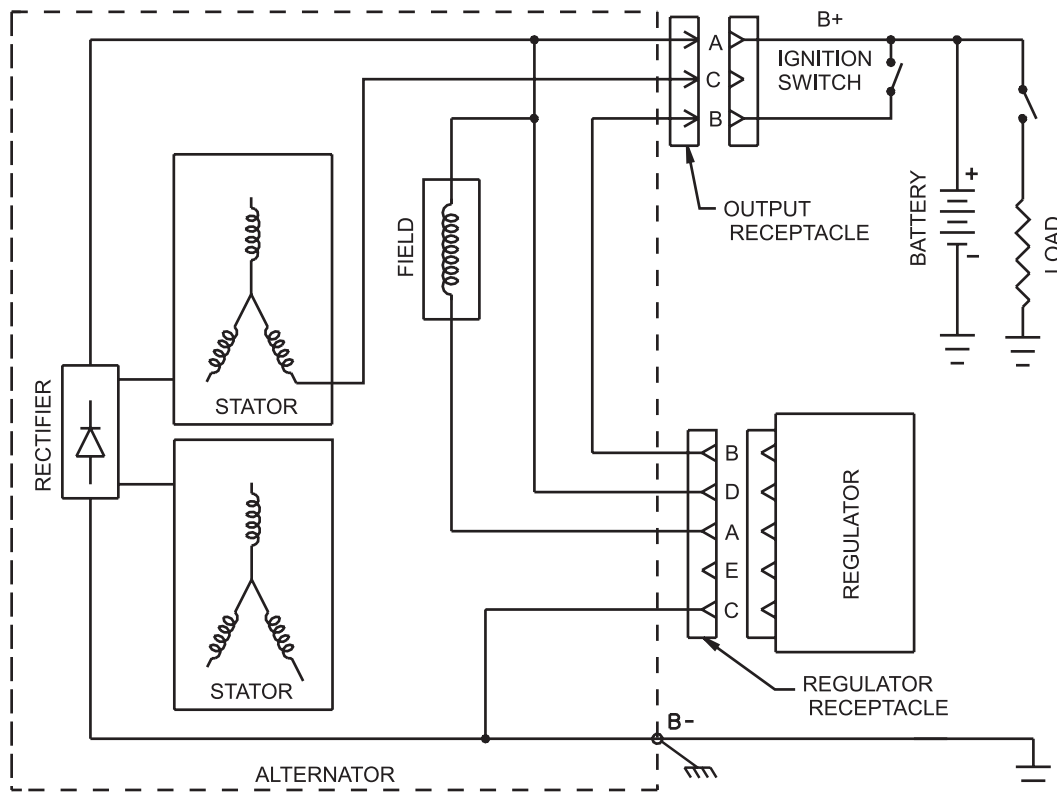 B+
A
IGNITION
SWITCH
C
B
OUTPUT
RECEPTACLE
BATTERY
+
-
LOAD
FIELD
STATOR
RECTIFIER
STATOR
B
D
A
E
C
REGULATOR
REGULATOR
RECEPTACLE
B-
ALTERNATOR